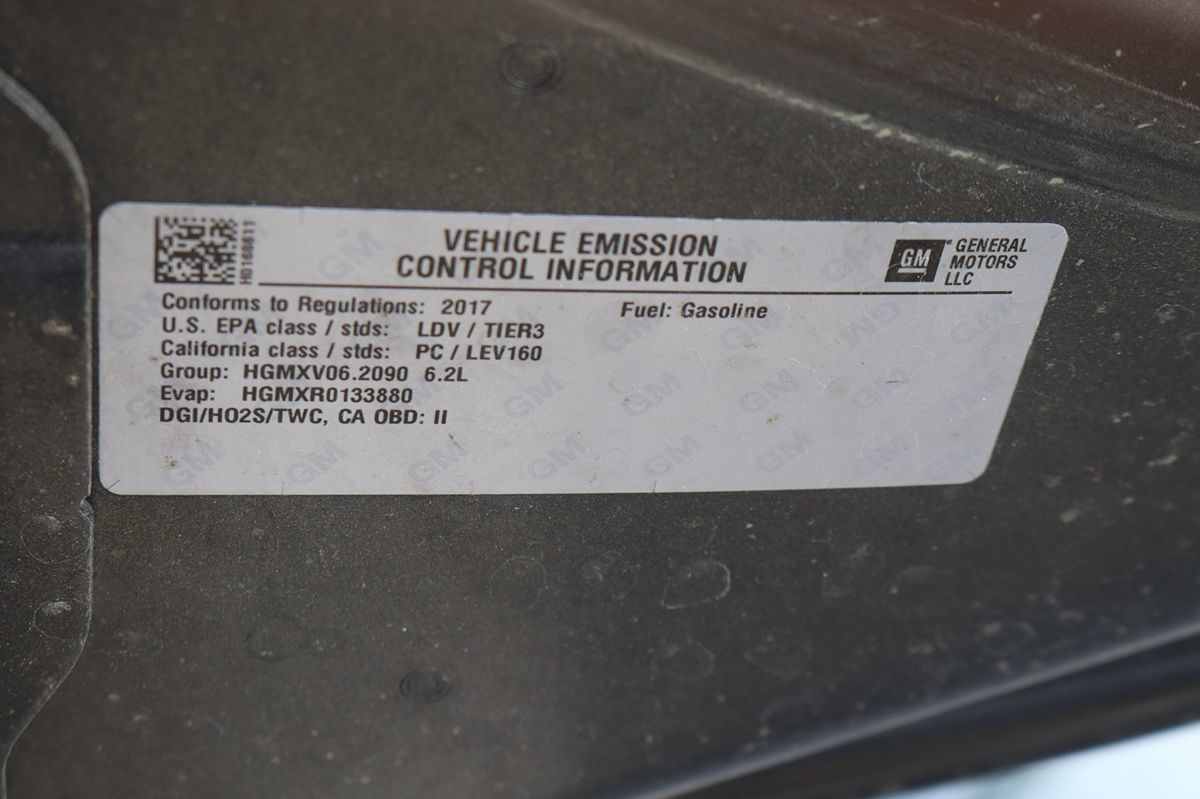 H0168611
VEHICLE EMISSION
CONTROL INFORMATION
GM ® GENERAL
MOTORS
LLC
Conforms to Regulations: 2017 Fuel: Gasoline
U.S. EPA class / stds: LDV / TIER3
California class / stds: PC / LEV160
Group: HGMXV06.2090 6.2L
Evap: HGMXR0133880
DGI/HO2S/TWC, CA OBD: II